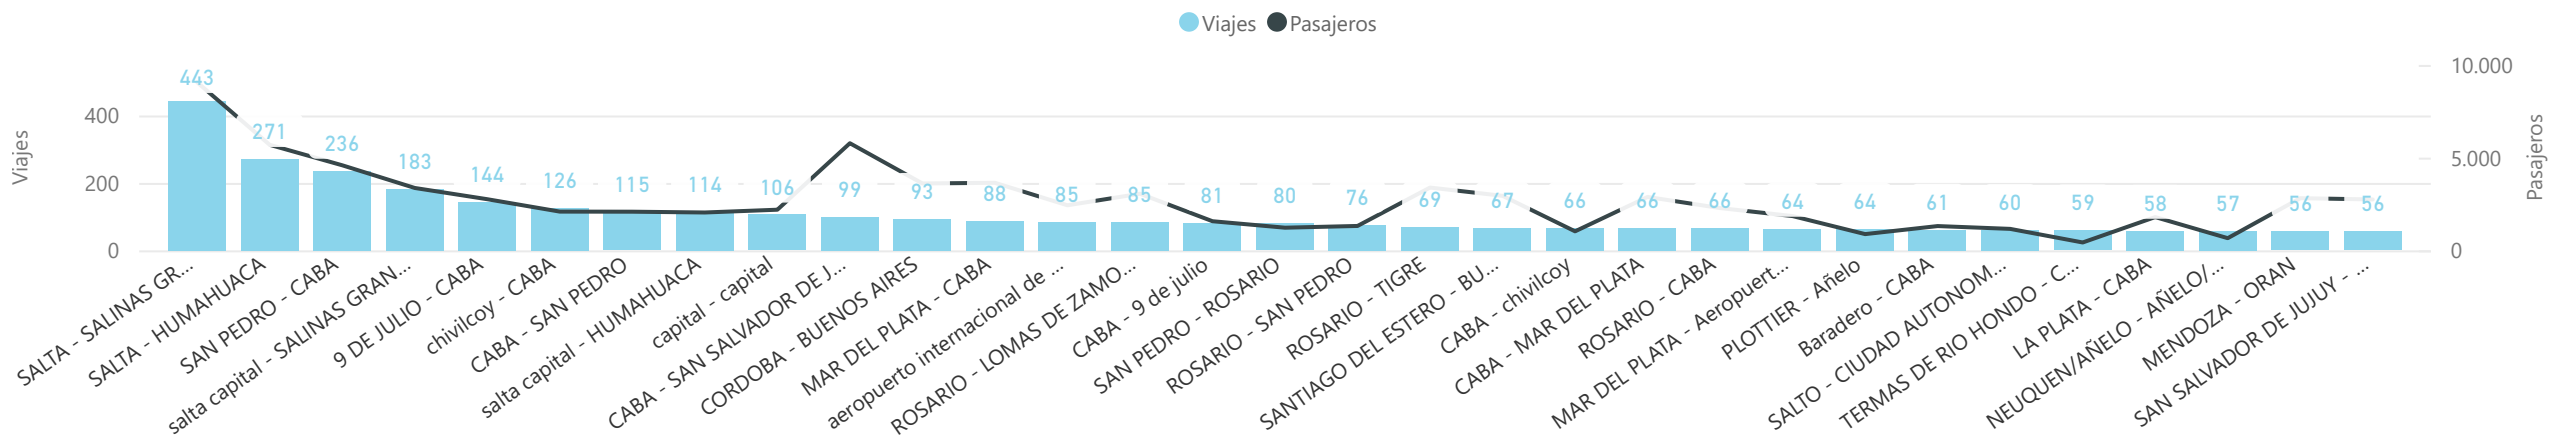 Viajes Pasajeros
Viajes
400
200
0
443
271
236
183
144
126
115
114
106
99
93
88
85
85
81
80
76
69
67
66
66
66
64
64
61
60
59
58
57
56
56
10.000
5.000
0
Pasajeros
SALTA - SALINAS GR...
SALTA - HUMAHUACA
SAN PEDRO - CABA
salta capital - SALINAS GRAN...
9 DE JULIO - CABA
chivilcoy - CABA
CABA - SAN PEDRO
salta capital - HUMAHUACA
capital - capital
CABA - SAN SALVADOR DE J...
CORDOBA - BUENOS AIRES
MAR DEL PLATA - CABA
aeropuerto internacional de ...
ROSARIO - LOMAS DE ZAMO...
CABA - 9 de julio
SAN PEDRO - ROSARIO
ROSARIO - SAN PEDRO
ROSARIO - TIGRE
SANTIAGO DEL ESTERO - BU...
CABA - chivilcoy
CABA - MAR DEL PLATA
ROSARIO - CABA
MAR DEL PLATA - Aeropuert...
PLOTTIER - Añelo
Baradero - CABA
SALTO - CIUDAD AUTONOM...
TERMAS DE RIO HONDO - C...
LA PLATA - CABA
NEUQUEN/AÑELO - AÑELO/...
MENDOZA - ORAN
SAN SALVADOR DE JUJUY - ...